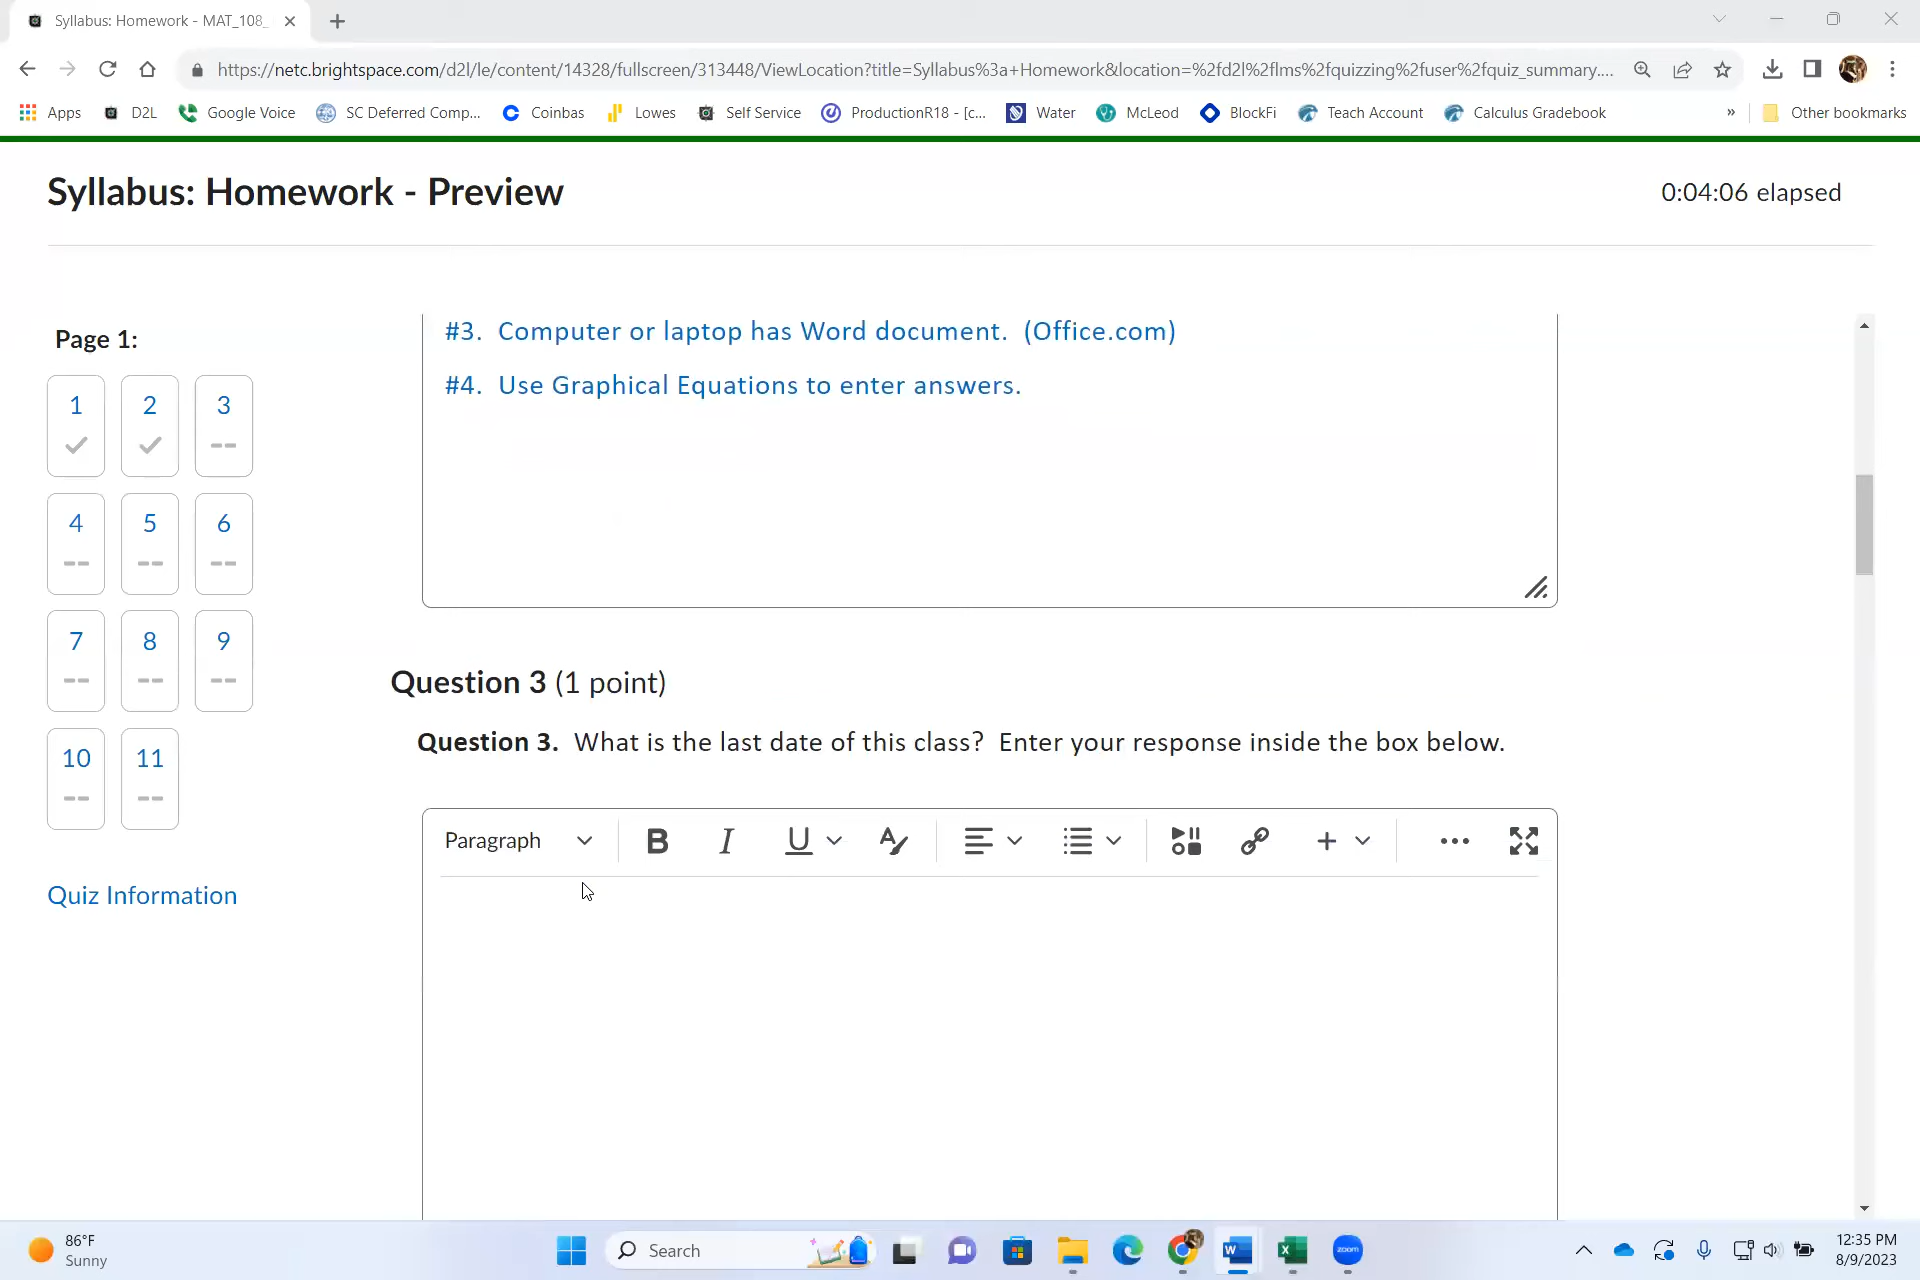 Syllabus: Homework - MAT_108_
https://netc.brightspace.com/d2l/le/content/14328/fullscreen/313448/ViewLocation?title=Syllabus%3a+Homework&location=%2fd2l%2flms%2fquizzing%2fuser%2fquiz_summary....
Apps D2L Google Voice SC Deferred Comp... Coinbas Lowes Self Service ProductionR18 - [c... Water McLeod BlockFi Teach Account Calculus Gradebook » Other bookmarks
Syllabus: Homework - Preview
0:04:06 elapsed
#3. Computer or laptop has Word document. (Office.com)
#4. Use Graphical Equations to enter answers.
Page 1:
1 2 3
-- 
4 5 6
-- -- --
7 8 9
-- -- --
10 11
-- --
Quiz Information
Question 3 (1 point)
Question 3. What is the last date of this class? Enter your response inside the box below.
Paragraph B I U A
86°F
Sunny
Search
W
X
zoom
12:35 PM
8/9/2023